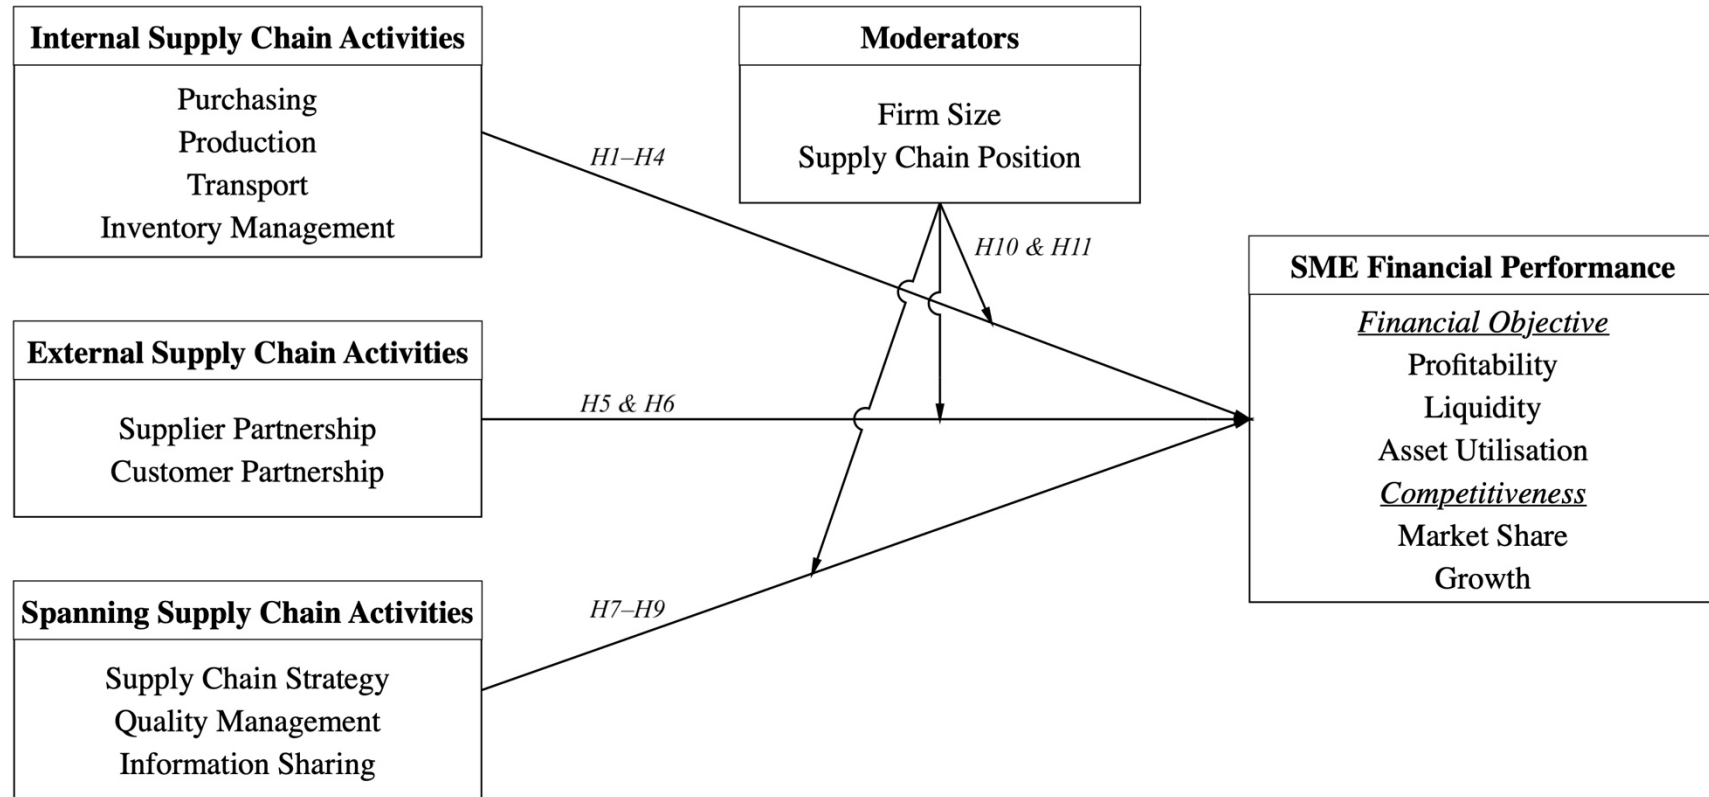 Internal Supply Chain Activities
Purchasing
Production
Transport
Inventory Management
H1–H4
Moderators
Firm Size
Supply Chain Position
H10 & H11
External Supply Chain Activities
Supplier Partnership
Customer Partnership
H5 & H6
Spanning Supply Chain Activities
Supply Chain Strategy
Quality Management
Information Sharing
H7–H9
SME Financial Performance
Financial Objective
Profitability
Liquidity
Asset Utilisation
Competitiveness
Market Share
Growth